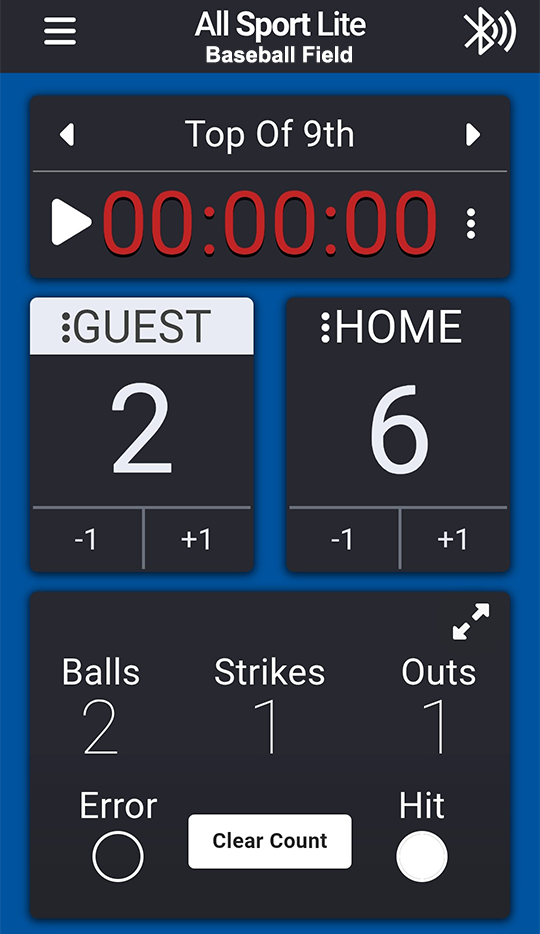 All Sport Lite
Baseball Field
Top Of 9th
00:00:00
GUEST HOME
2 6
-1 +1 -1 +1
Balls Strikes Outs
2 1 1
Error Hit
Clear Count